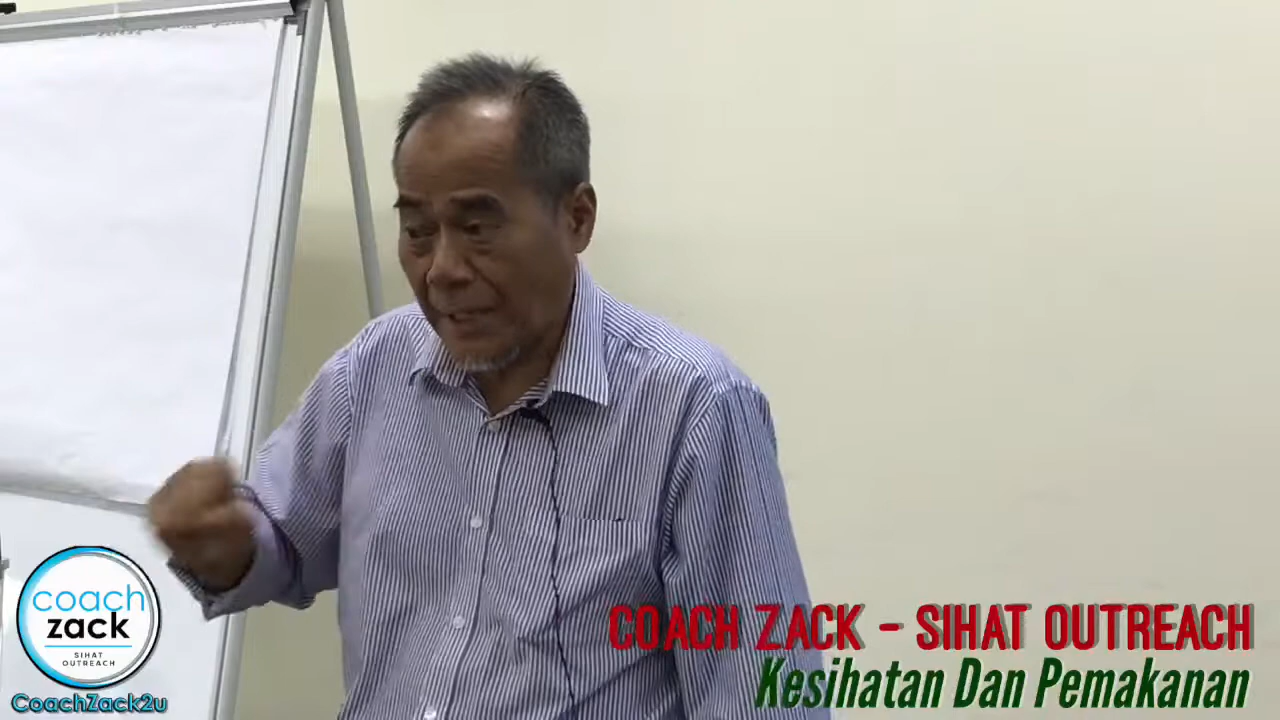 coach
zack
SIHAT
OUTREACH
CoachZack2u
COACH ZACK - SIHAT OUTREACH
Kesihatan Dan Pemakanan